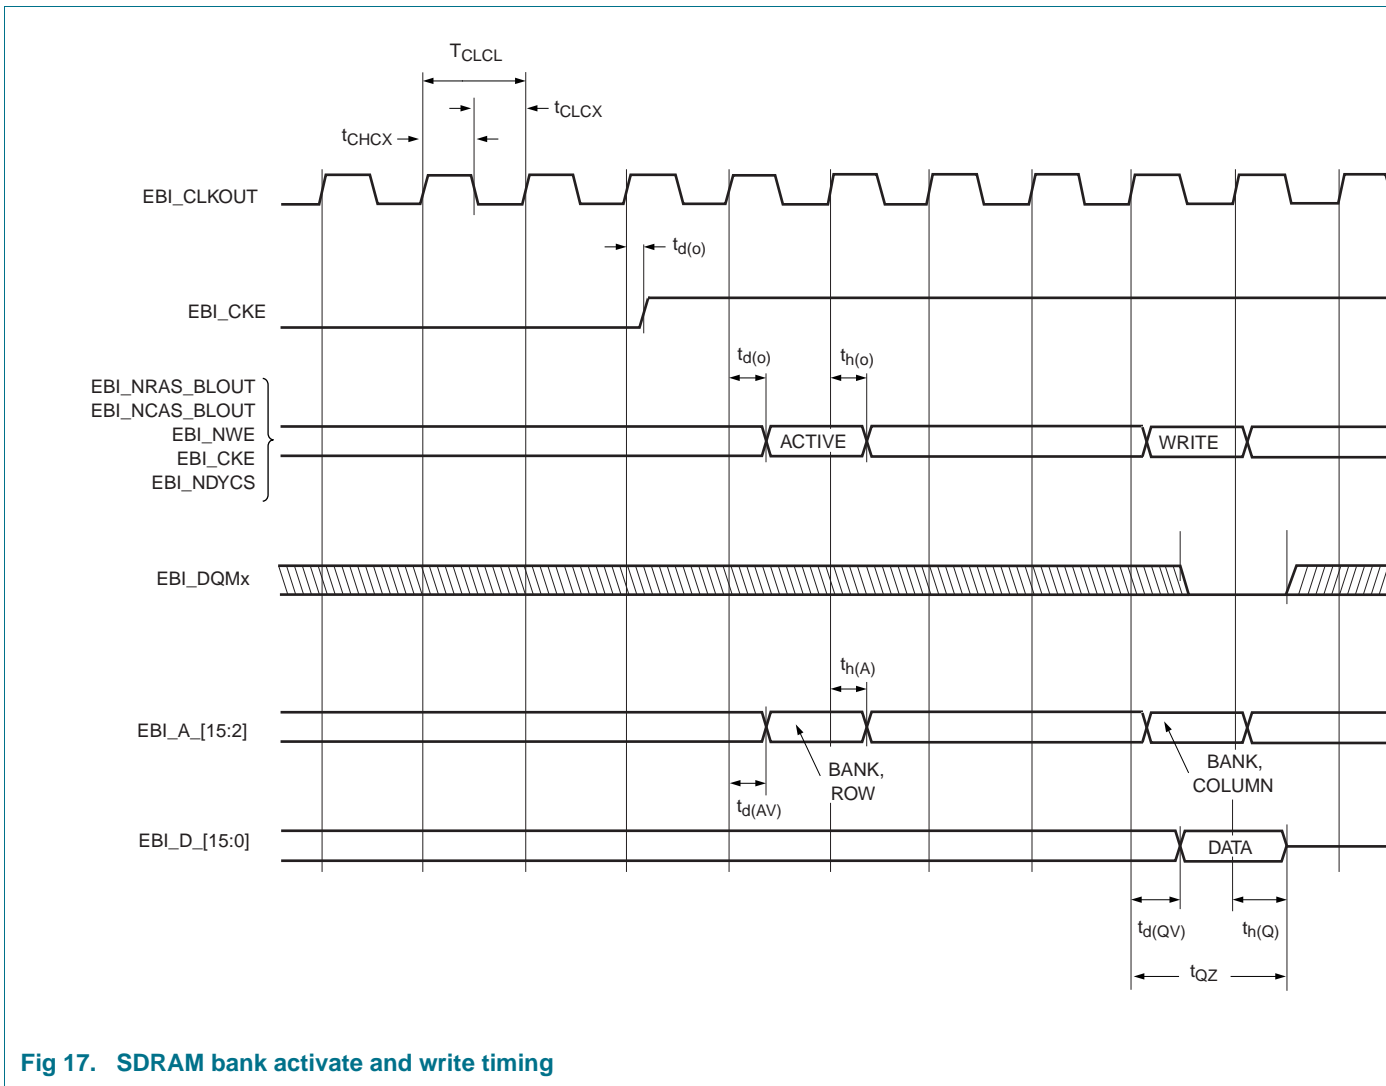 TCLCL
tCLCX
tCHCX
EBI_CLKOUT
td(o)
EBI_CKE
td(o)
th(o)
EBI_NRAS_BLOUT
EBI_NCAS_BLOUT
EBI_NWE
EBI_CKE
EBI_NDYCS
ACTIVE
WRITE
EBI_DQMx
th(A)
EBI_A_[15:2]
BANK,
ROW
BANK,
COLUMN
td(AV)
EBI_D_[15:0]
DATA
td(QV)
th(Q)
tQZ
Fig 17. SDRAM bank activate and write timing